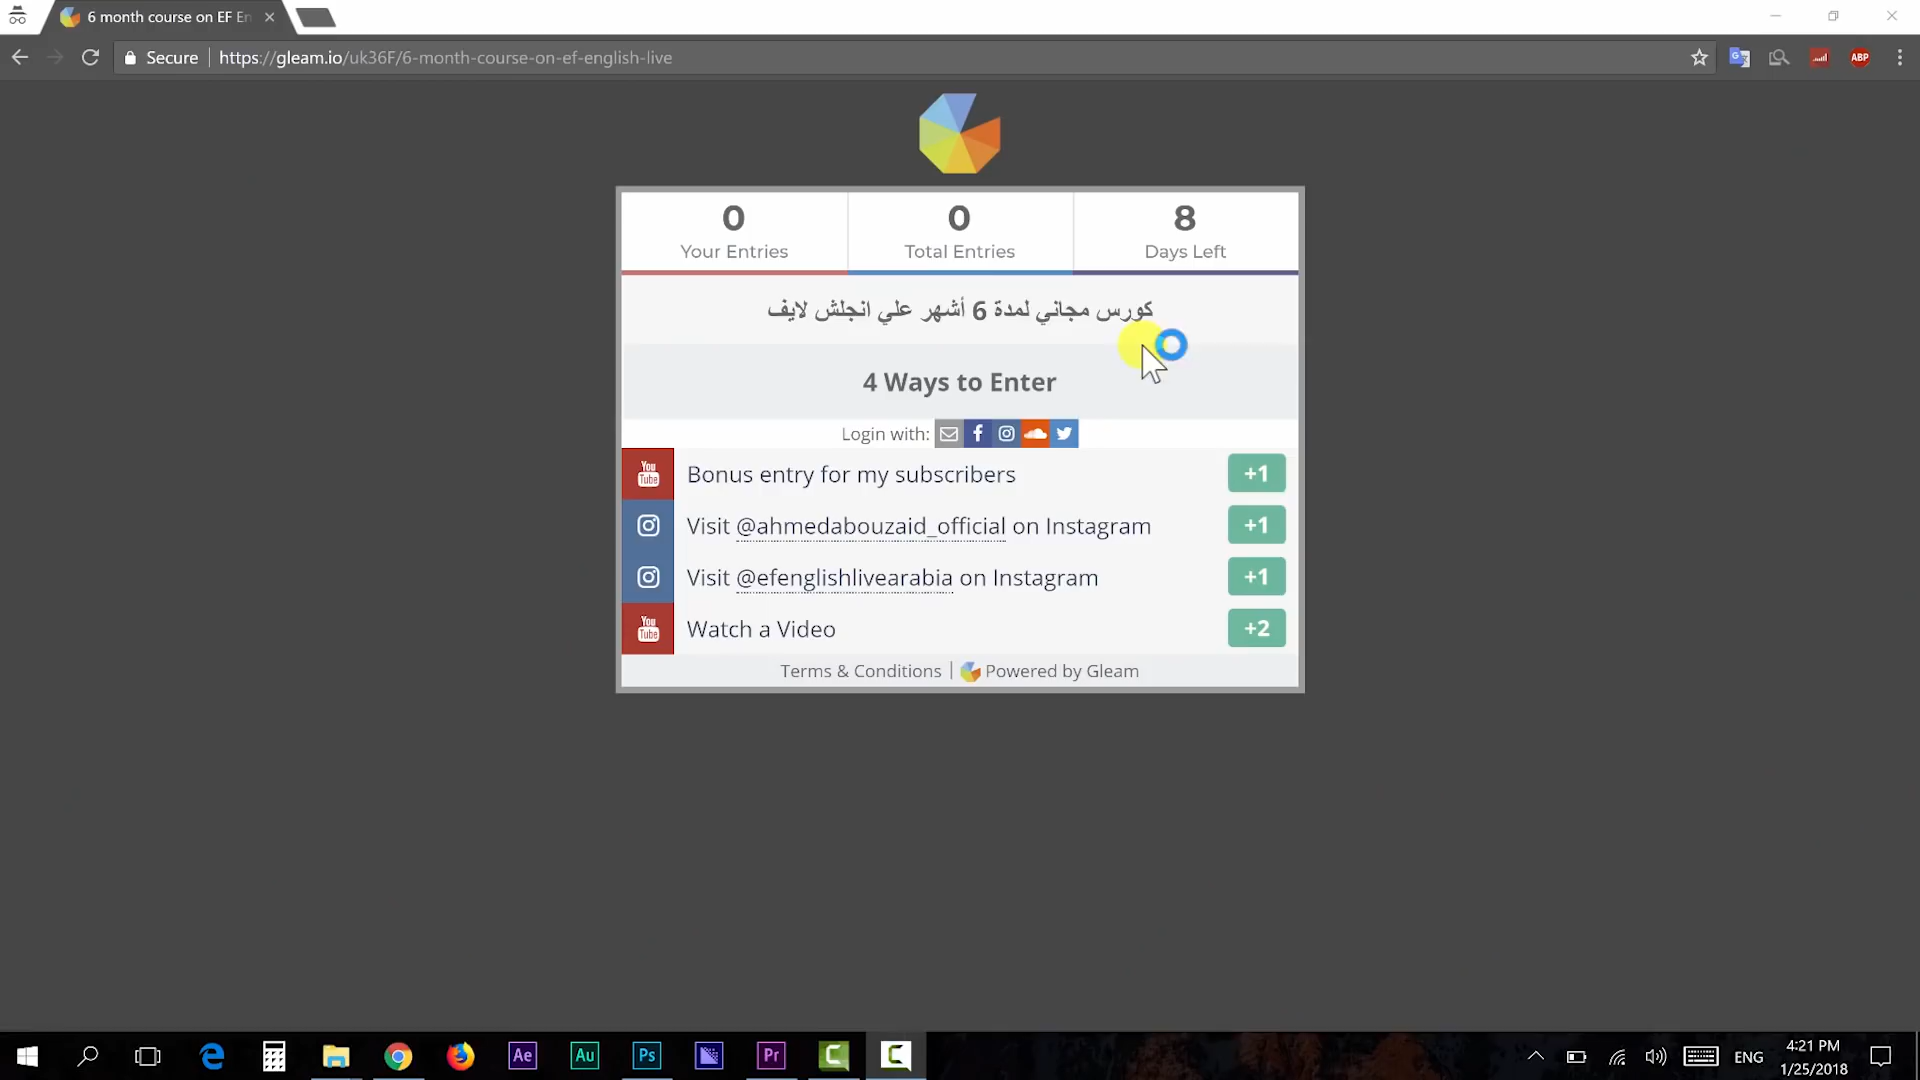 6 month course on EF En
Secure
https://gleam.io/uk36F/6-month-course-on-ef-english-live
ABP
0
Your Entries
0
Total Entries
8
Days Left
كورس مجاني لمدة 6 أشهر علي انجلش لايف
4 Ways to Enter
Login with:
You Tube
Bonus entry for my subscribers
+1
Visit @ahmedabouzaid_official on Instagram
+1
Visit @efenglishlivearabia on Instagram
+1
You Tube
Watch a Video
+2
Terms & Conditions | Powered by Gleam
Ae
Au
Ps
Pr
ENG
4:21 PM
1/25/2018